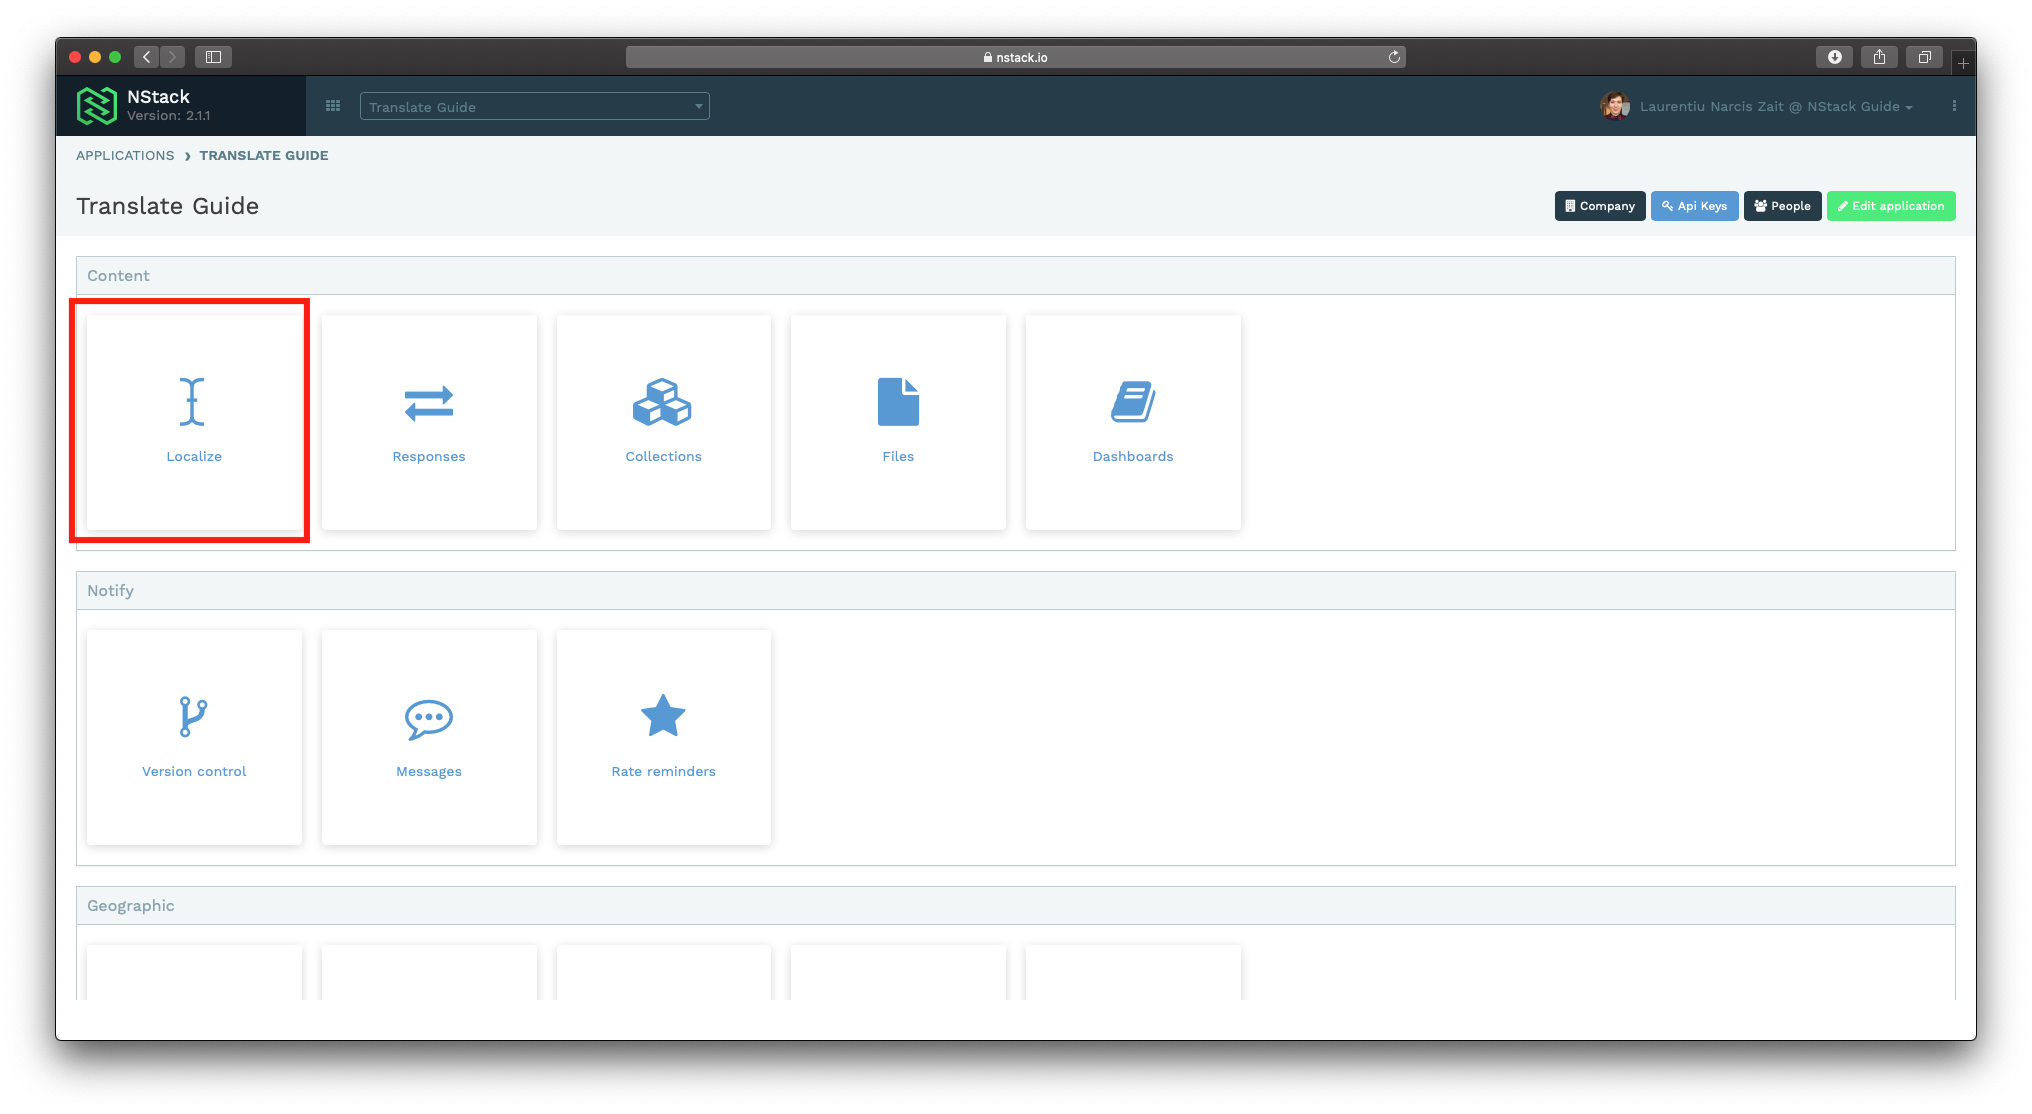 nstack.io
NStack
Version: 2.1.1
Translate Guide
Laurentiu Narcis Zait @ NStack Guide
APPLICATIONS › TRANSLATE GUIDE
Translate Guide
Company
Api Keys
People
Edit application
Content
Localize
Responses
Collections
Files
Dashboards
Notify
Version control
Messages
Rate reminders
Geographic